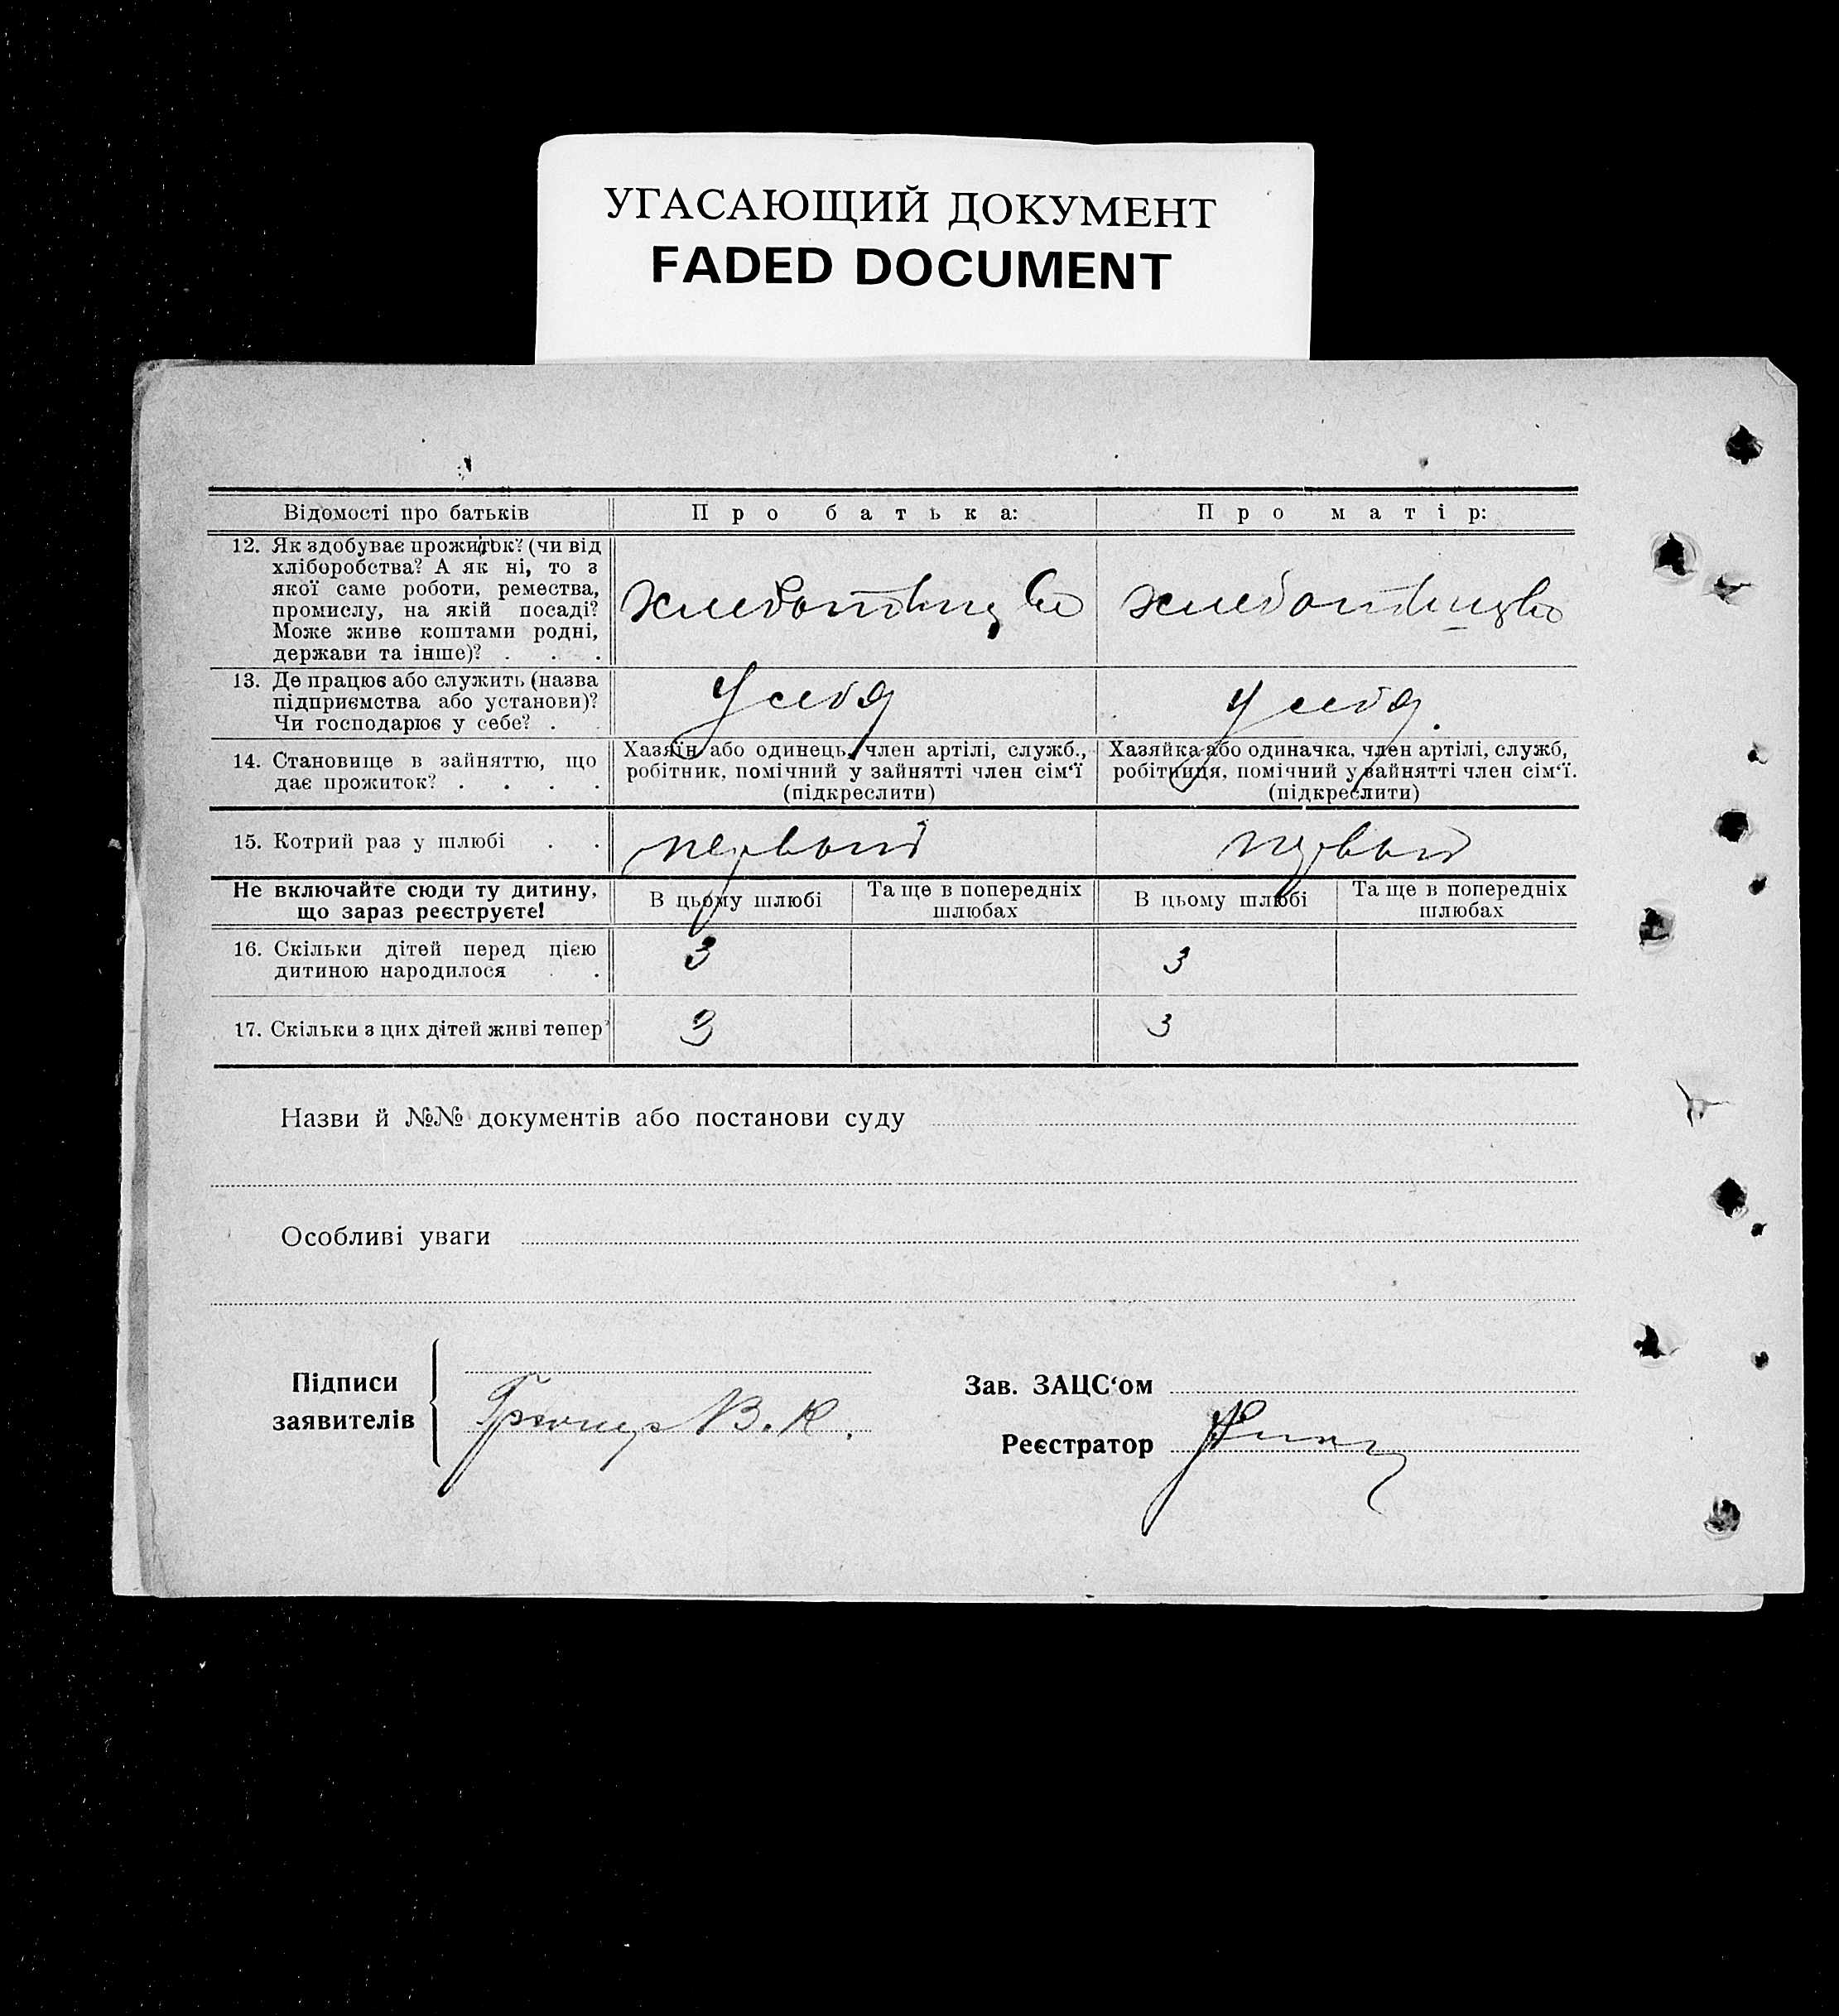 УГАСАЮЩИЙ ДОКУМЕНТ
FADED DOCUMENT
Відомості про батьків
Про батька:
Про матір:
12. Як здобуває прожиток? (чи від
хліборобства? А як ні, то з
якої саме роботи, ремества,
промислу, на якій посаді?
Може живе коштами родні,
держави та інше)? . . .
13. Де працює або служить (назва
підприємства або установи)?
Чи господарює у себе? .
У себя
У себя.
14. Становище в зайняттю, що
дає прожиток? . . . .
Хазяїн або одинець, член артілі, служб.,
робітник, помічний у зайнятті член сім'ї
(підкреслити)
Хазяйка або одиначка, член артілі, служб,
робітниця, помічний у зайнятті член сім'ї.
(підкреслити)
15. Котрий раз у шлюбі . .
первый
первый
Не включайте сюди ту дитину,
що зараз реєструєте!
В цьому шлюбі
Та ще в попередніх
шлюбах
В цьому шлюбі
Та ще в попередніх
шлюбах
16. Скільки дітей перед цією
дитиною народилося . .
3
3
17. Скільки з цих дітей живі тепер
3
3
Назви й №№ документів або постанови суду
Особливі уваги
Підписи
заявителів
В. К.
Зав. ЗАЦС'ом
Реєстратор